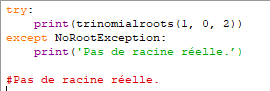 try:
    print(trinomialroots(1, 0, 2))
except NoRootException:
    print('Pas de racine réelle.’)
#Pas de racine réelle.